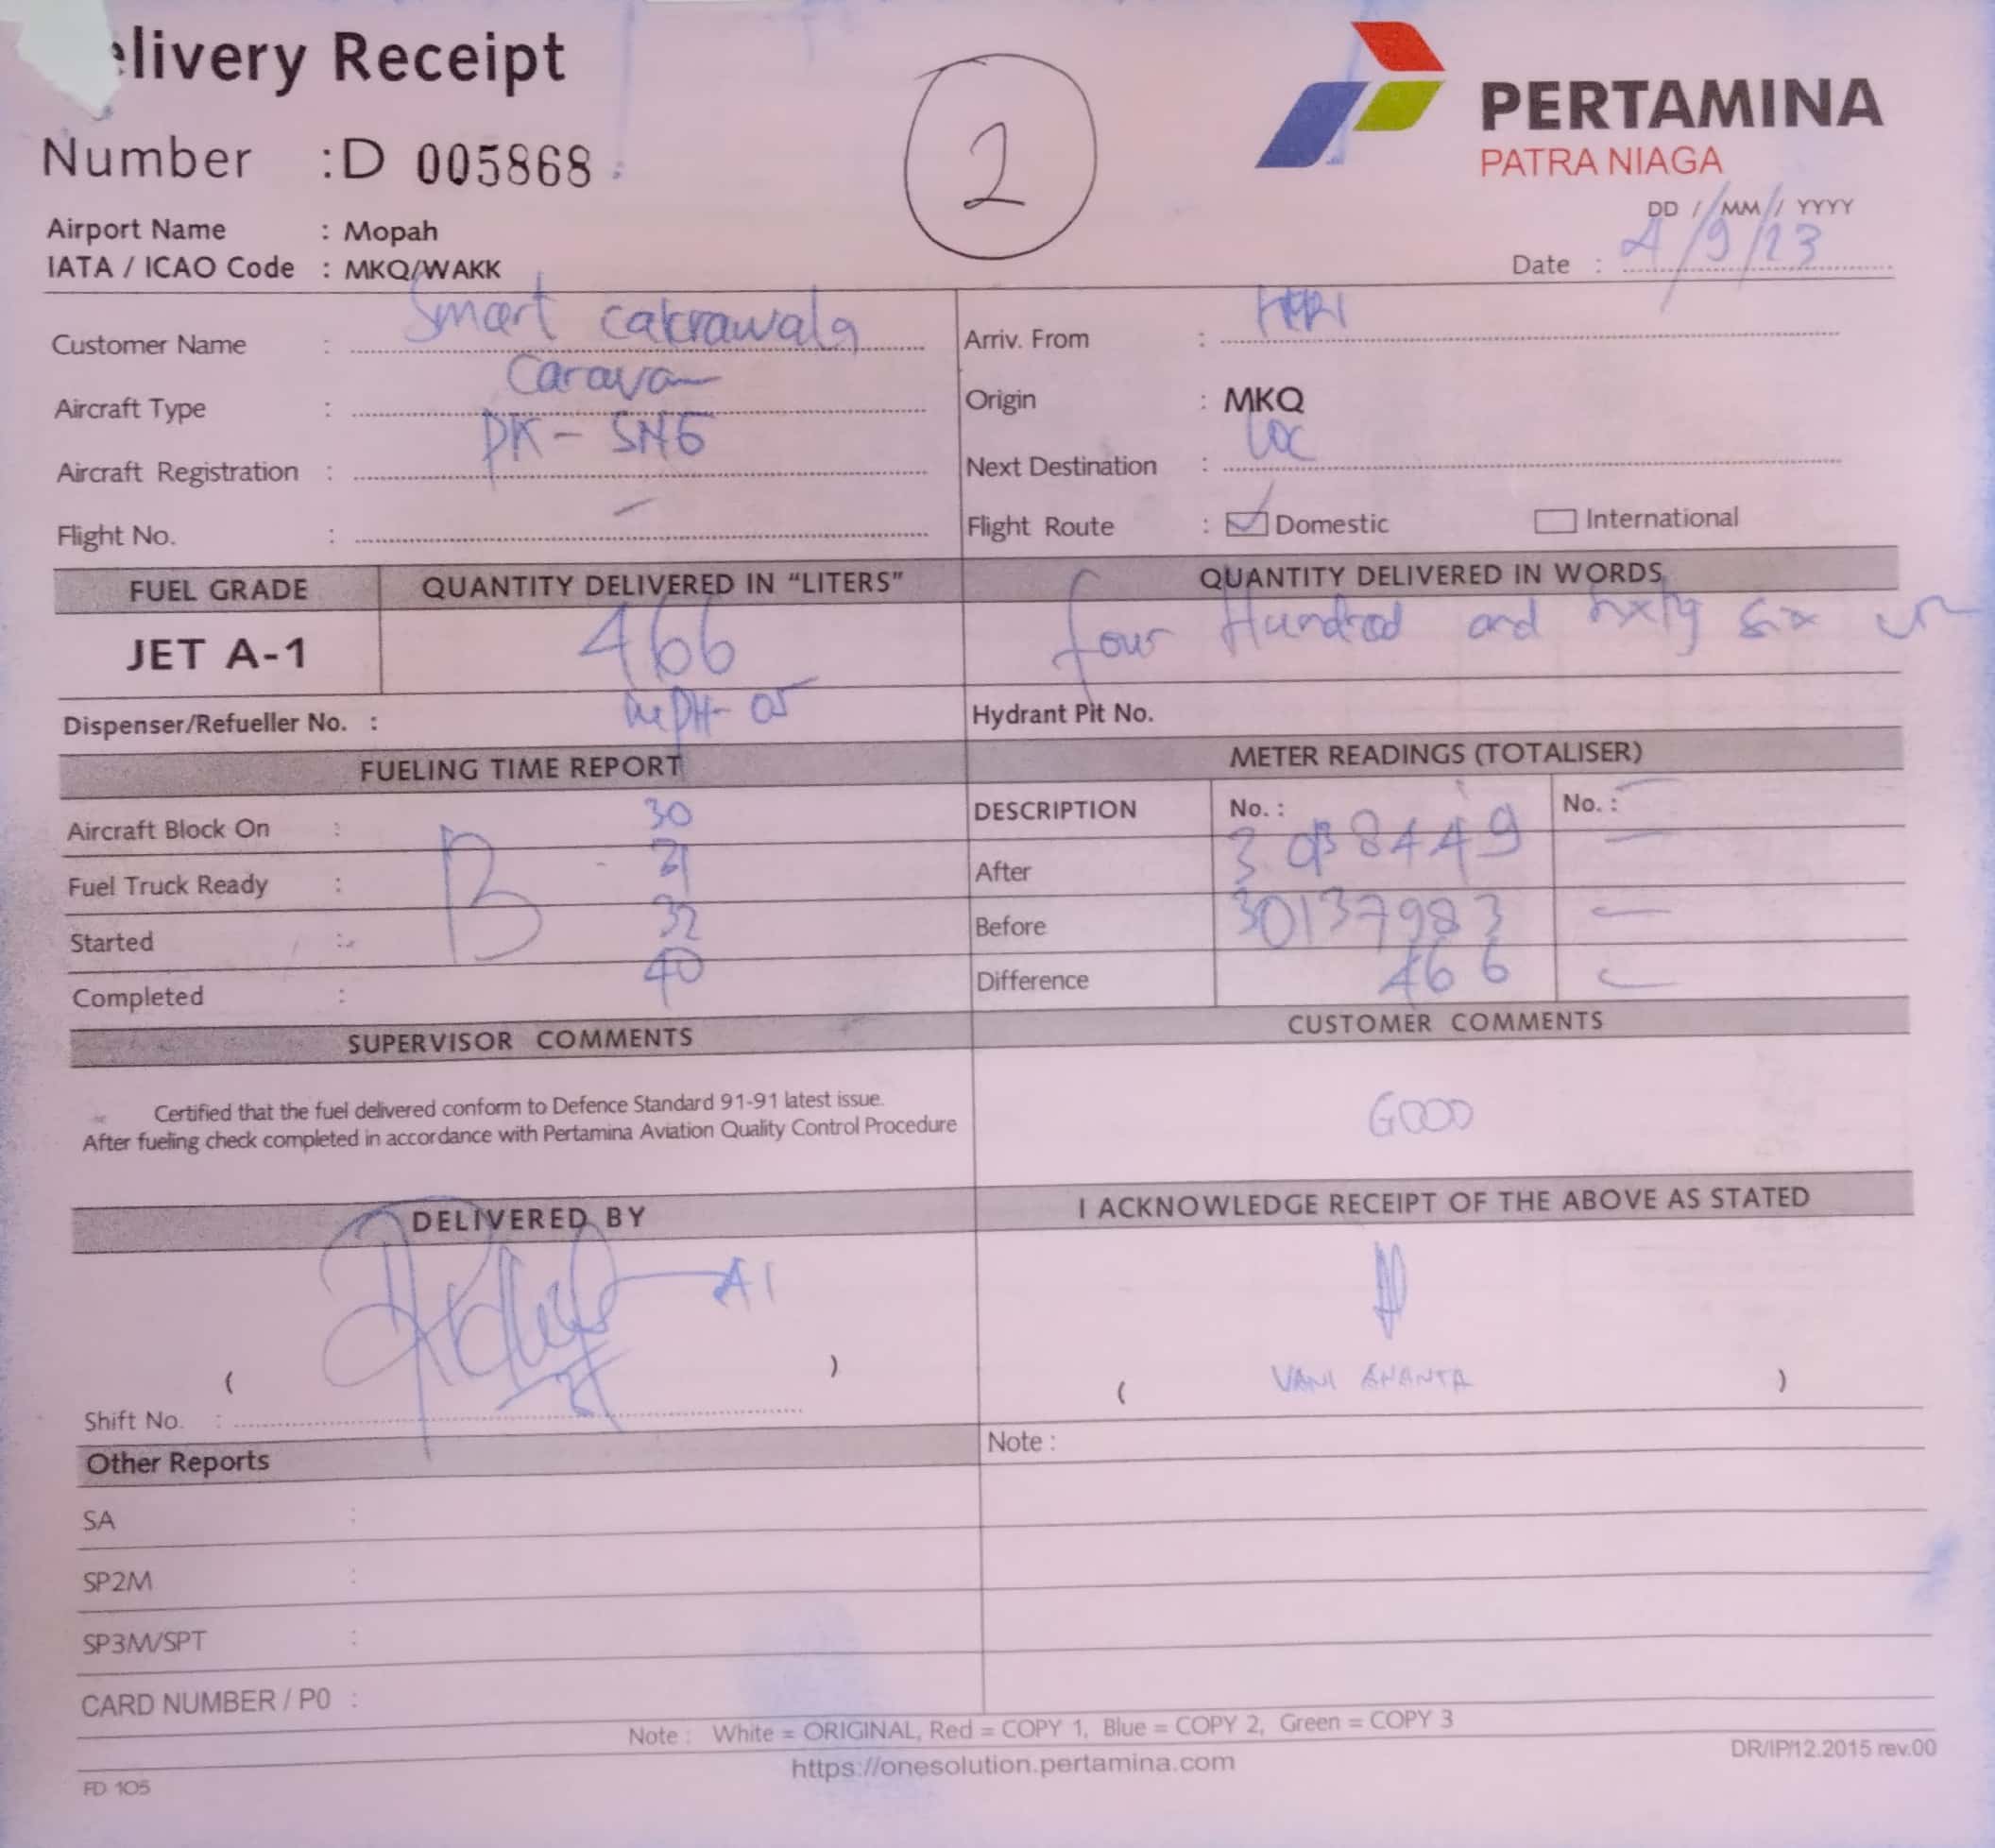 elivery Receipt
2
PERTAMINA
PATRA NIAGA
Number : D 005868
DD / MM / YYYY
Airport Name : Mopah
IATA / ICAO Code : MKQ/WAKK
Date : 4/9/23
Customer Name : Smart cakrawala
Arriv. From :
Aircraft Type : Caravan
Origin : MKQ
Aircraft Registration : PK-SNG
Next Destination : LOC
Flight No. : -
Flight Route : Domestic International
FUEL GRADE QUANTITY DELIVERED IN “LITERS” QUANTITY DELIVERED IN WORDS
JET A-1 466 four Hundred and sixty six
Dispenser/Refueller No. :
Hydrant Pit No.
FUELING TIME REPORT
METER READINGS (TOTALISER)
Aircraft Block On : 30
DESCRIPTION No. : No. : -
Fuel Truck Ready :
After -
Started : 32
Before 30137983 -
Completed : 40
Difference 466 -
SUPERVISOR COMMENTS
CUSTOMER COMMENTS
Certified that the fuel delivered conform to Defence Standard 91-91 latest issue.
After fueling check completed in accordance with Pertamina Aviation Quality Control Procedure
GOOD
DELIVERED BY
I ACKNOWLEDGE RECEIPT OF THE ABOVE AS STATED
A1
( )
( VANI ANANTA )
Shift No. :
Other Reports
Note :
SA :
SP2M :
SP3M/SPT :
CARD NUMBER / P0 :
Note : White = ORIGINAL, Red = COPY 1, Blue = COPY 2, Green = COPY 3
https://onesolution.pertamina.com
DR/IP/12.2015 rev.00
FD 105